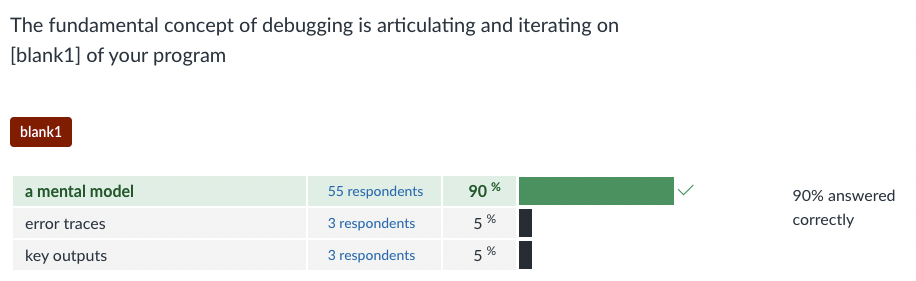 The fundamental concept of debugging is articulating and iterating on
[blank1] of your program
blank1
a mental model 55 respondents 90 %
error traces 3 respondents 5 %
key outputs 3 respondents 5 %
90% answered
correctly